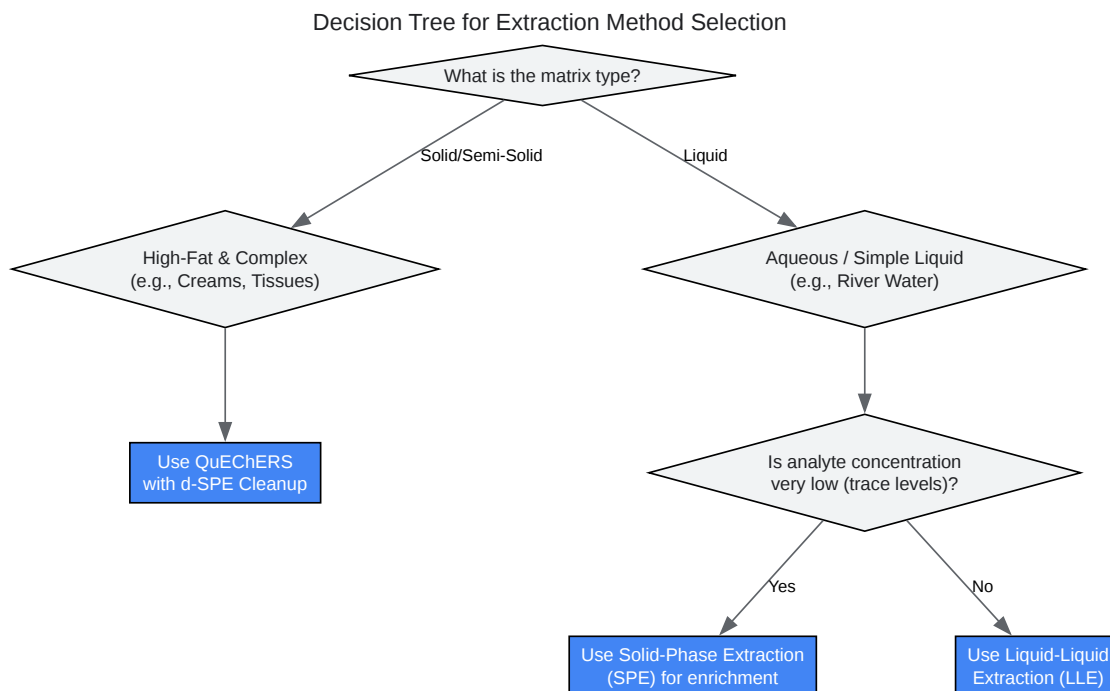 Decision Tree for Extraction Method Selection
What is the matrix type?
Solid/Semi-Solid
Liquid
High-Fat & Complex
(e.g., Creams, Tissues)
Aqueous / Simple Liquid
(e.g., River Water)
Use QuEChERS
with d-SPE Cleanup
Is analyte concentration
very low (trace levels)?
Yes
No
Use Solid-Phase Extraction
(SPE) for enrichment
Use Liquid-Liquid
Extraction (LLE)